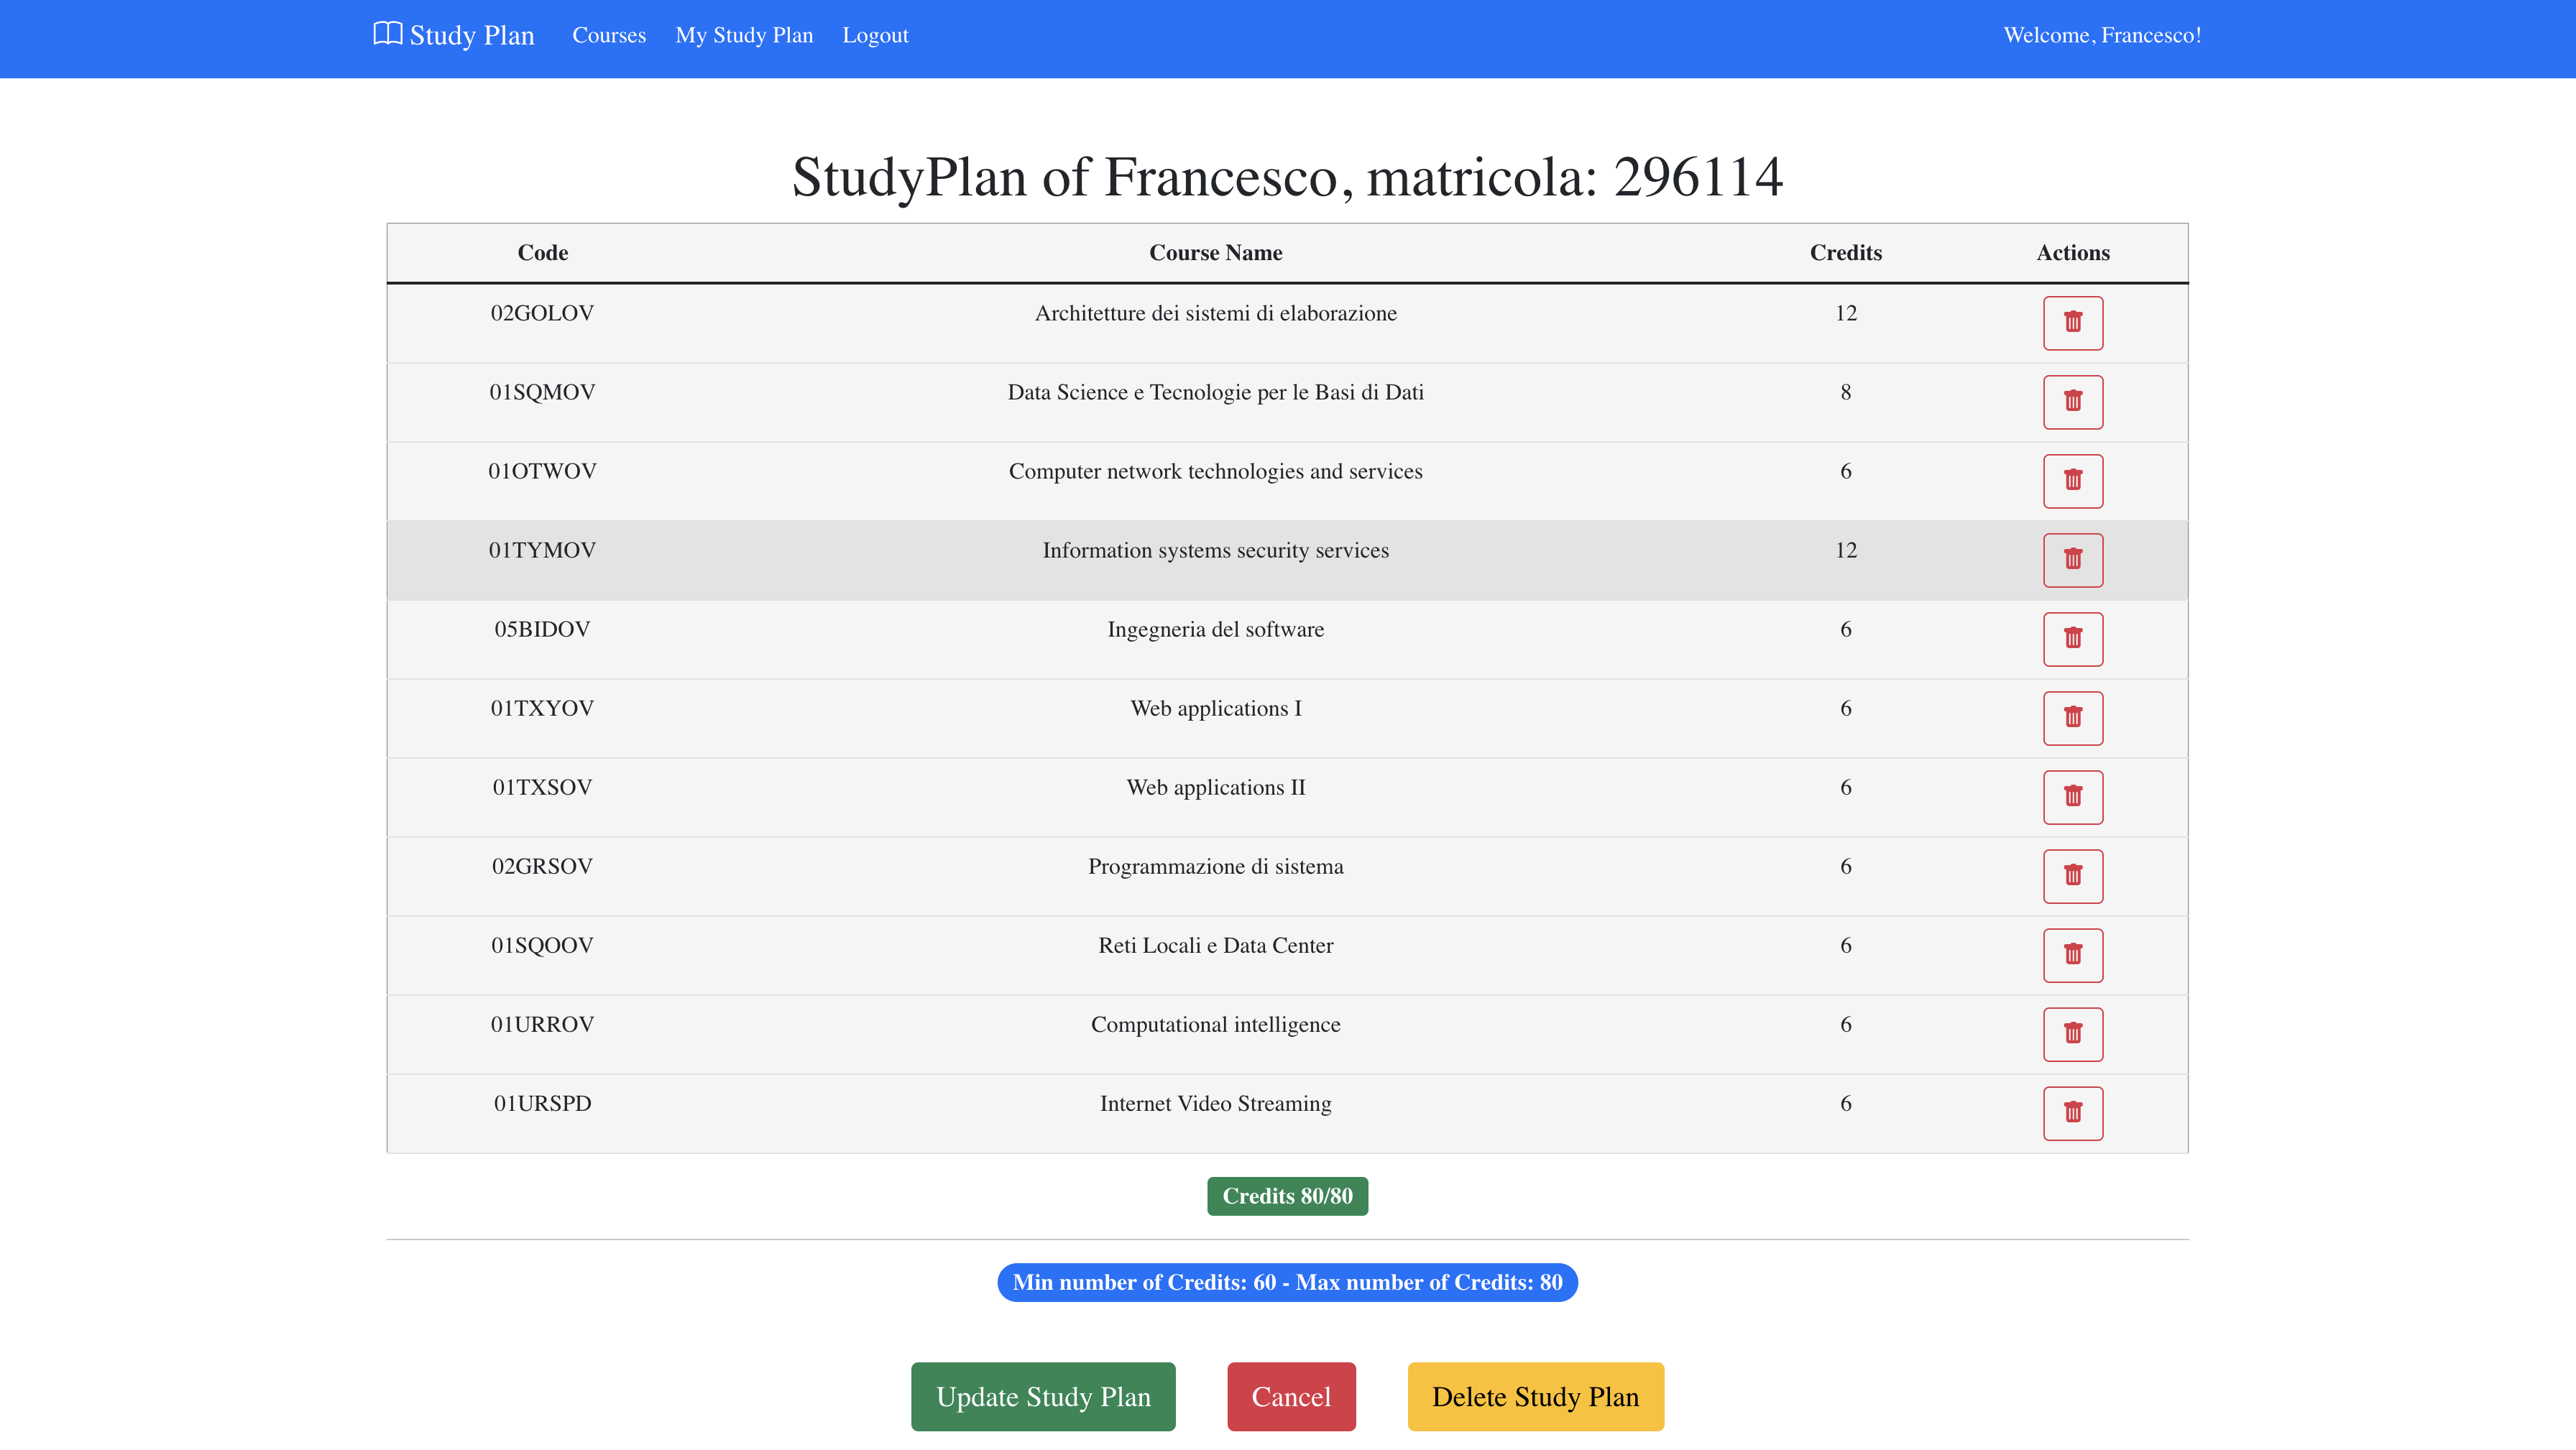 Study Plan Courses My Study Plan Logout Welcome, Francesco!
StudyPlan of Francesco, matricola: 296114
Code Course Name Credits Actions
02GOLOV Architetture dei sistemi di elaborazione 12
01SQMOV Data Science e Tecnologie per le Basi di Dati 8
01OTWOV Computer network technologies and services 6
01TYMOV Information systems security services 12
05BIDOV Ingegneria del software 6
01TXYOV Web applications I 6
01TXSOV Web applications II 6
02GRSOV Programmazione di sistema 6
01SQOOV Reti Locali e Data Center 6
01URROV Computational intelligence 6
01URSPD Internet Video Streaming 6
Credits 80/80
Min number of Credits: 60 - Max number of Credits: 80
Update Study Plan Cancel Delete Study Plan